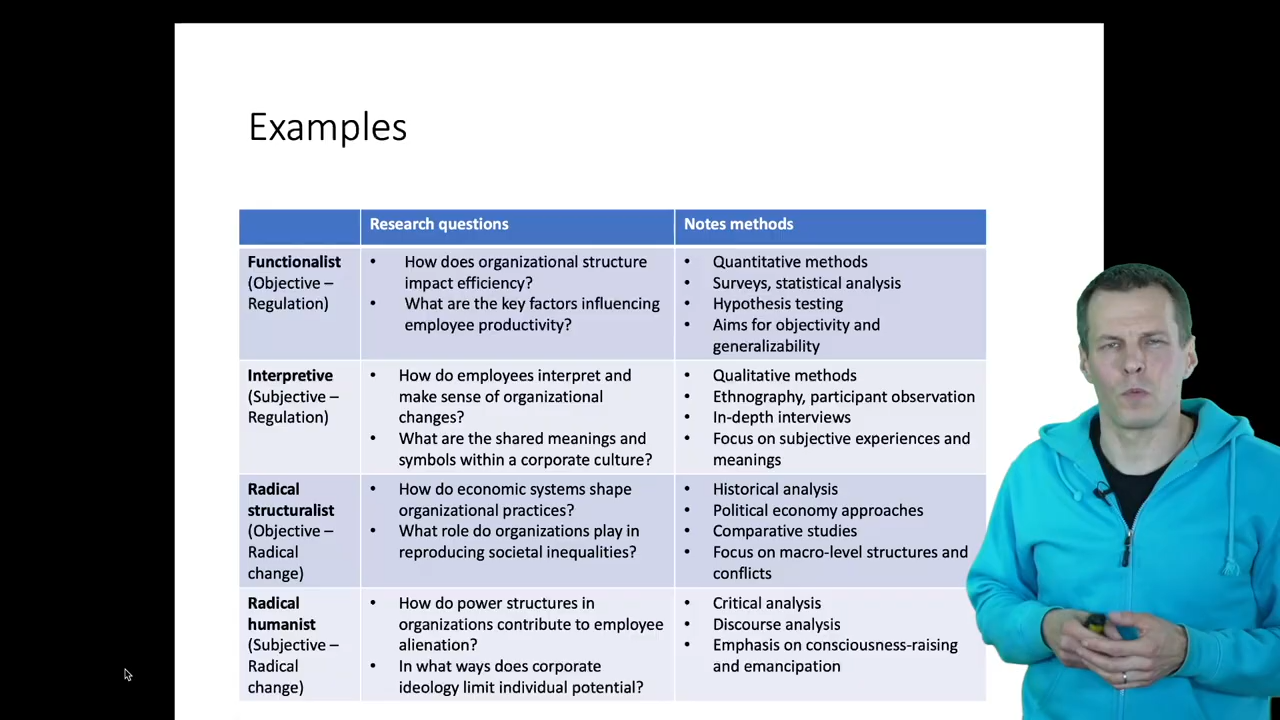 Examples
Research questions
Notes methods
Functionalist
(Objective –
Regulation)
• How does organizational structure
impact efficiency?
• What are the key factors influencing
employee productivity?
• Quantitative methods
• Surveys, statistical analysis
• Hypothesis testing
• Aims for objectivity and
generalizability
Interpretive
(Subjective –
Regulation)
• How do employees interpret and
make sense of organizational
changes?
• What are the shared meanings and
symbols within a corporate culture?
• Qualitative methods
• Ethnography, participant observation
• In-depth interviews
• Focus on subjective experiences and
meanings
Radical
structuralist
(Objective –
Radical
change)
• How do economic systems shape
organizational practices?
• What role do organizations play in
reproducing societal inequalities?
• Historical analysis
• Political economy approaches
• Comparative studies
• Focus on macro-level structures and
conflicts
Radical
humanist
(Subjective –
Radical
change)
• How do power structures in
organizations contribute to employee
alienation?
• In what ways does corporate
ideology limit individual potential?
• Critical analysis
• Discourse analysis
• Emphasis on consciousness-raising
and emancipation